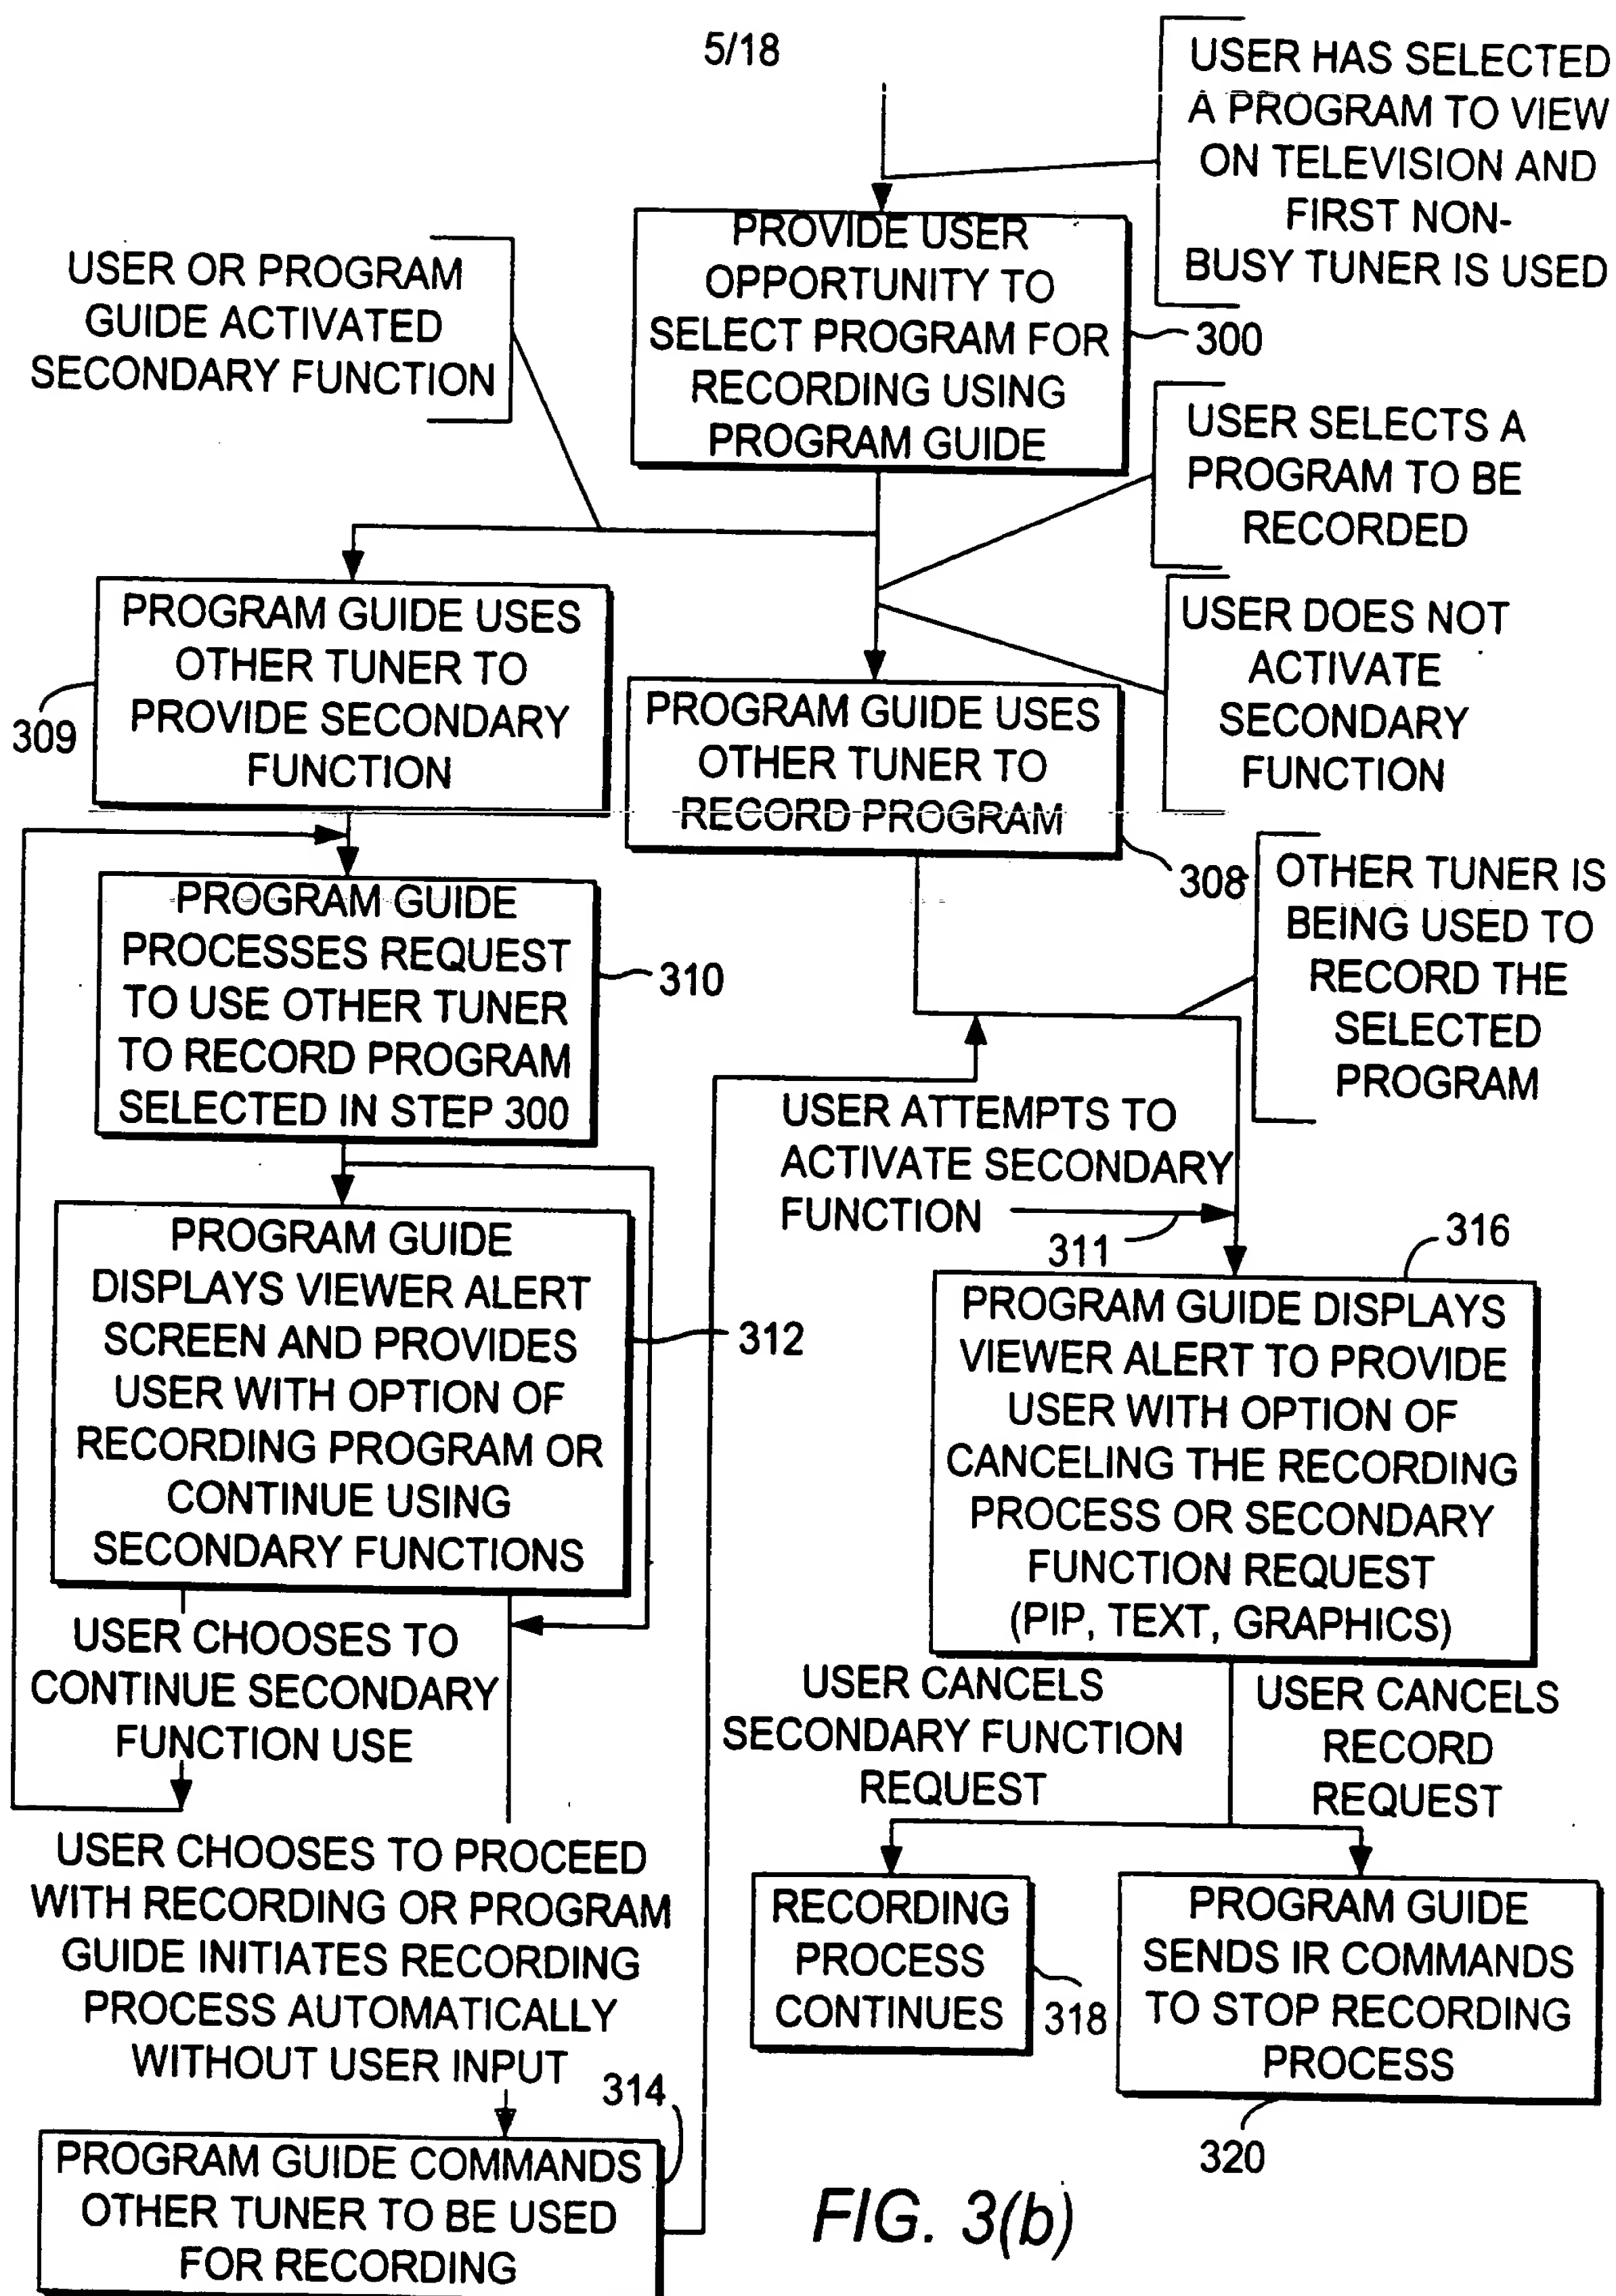 5/18
USER HAS SELECTED
A PROGRAM TO VIEW
ON TELEVISION AND
FIRST NON-
BUSY TUNER IS USED
PROVIDE USER
OPPORTUNITY TO
SELECT PROGRAM FOR
RECORDING USING
PROGRAM GUIDE
300
USER OR PROGRAM
GUIDE ACTIVATED
SECONDARY FUNCTION
USER SELECTS A
PROGRAM TO BE
RECORDED
USER DOES NOT
ACTIVATE
SECONDARY
FUNCTION
PROGRAM GUIDE USES
OTHER TUNER TO
PROVIDE SECONDARY
FUNCTION
309
PROGRAM GUIDE USES
OTHER TUNER TO
RECORD PROGRAM
308
OTHER TUNER IS
BEING USED TO
RECORD THE
SELECTED
PROGRAM
PROGRAM GUIDE
PROCESSES REQUEST
TO USE OTHER TUNER
TO RECORD PROGRAM
SELECTED IN STEP 300
310
USER ATTEMPTS TO
ACTIVATE SECONDARY
FUNCTION
311
PROGRAM GUIDE
DISPLAYS VIEWER ALERT
SCREEN AND PROVIDES
USER WITH OPTION OF
RECORDING PROGRAM OR
CONTINUE USING
SECONDARY FUNCTIONS
312
316
PROGRAM GUIDE DISPLAYS
VIEWER ALERT TO PROVIDE
USER WITH OPTION OF
CANCELING THE RECORDING
PROCESS OR SECONDARY
FUNCTION REQUEST
(PIP, TEXT, GRAPHICS)
USER CHOOSES TO
CONTINUE SECONDARY
FUNCTION USE
USER CANCELS
SECONDARY FUNCTION
REQUEST
USER CANCELS
RECORD
REQUEST
USER CHOOSES TO PROCEED
WITH RECORDING OR PROGRAM
GUIDE INITIATES RECORDING
PROCESS AUTOMATICALLY
WITHOUT USER INPUT
314
RECORDING
PROCESS
CONTINUES
318
PROGRAM GUIDE
SENDS IR COMMANDS
TO STOP RECORDING
PROCESS
320
PROGRAM GUIDE COMMANDS
OTHER TUNER TO BE USED
FOR RECORDING
FIG. 3(b)